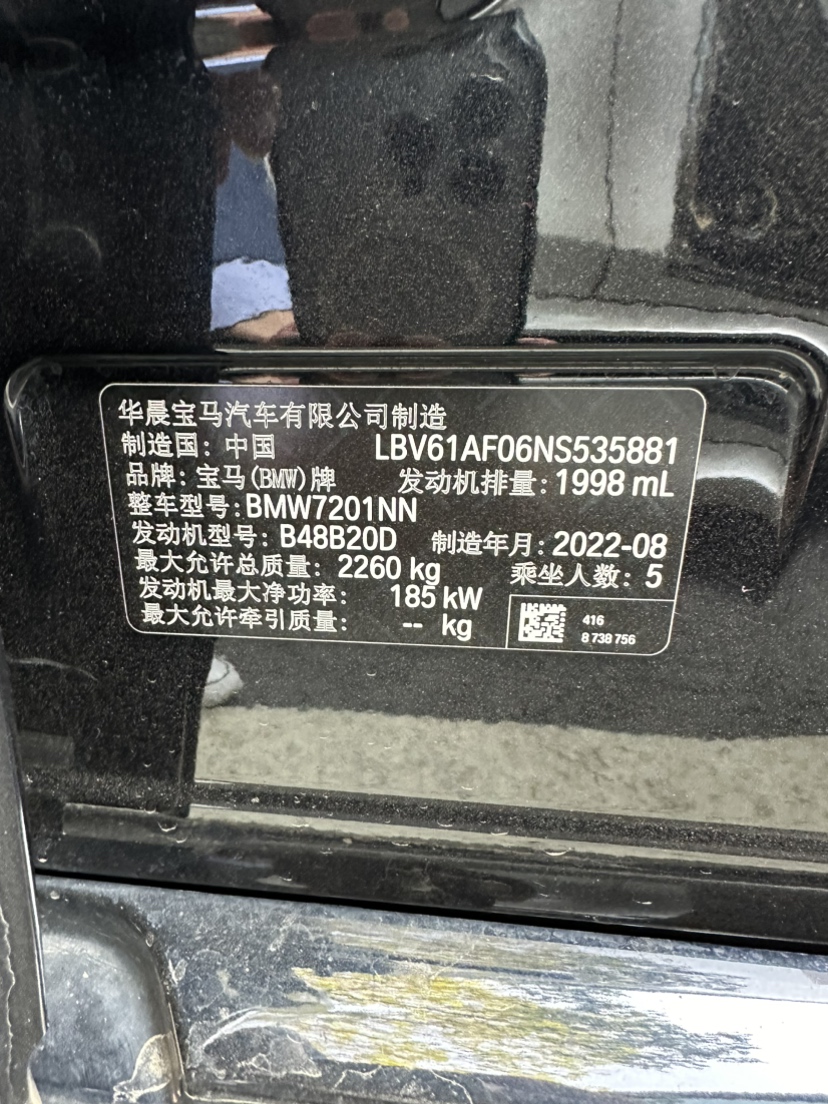 华晨宝马汽车有限公司制造
制造国: 中国 LBV61AF06NS535881
品牌: 宝马(BMW)牌 发动机排量: 1998 mL
整车型号: BMW7201NN
发动机型号: B48B20D 制造年月: 2022-08
最大允许总质量: 2260 kg 乘坐人数: 5
发动机最大净功率: 185 kW
最大允许牵引质量: -- kg
416
8 738 756